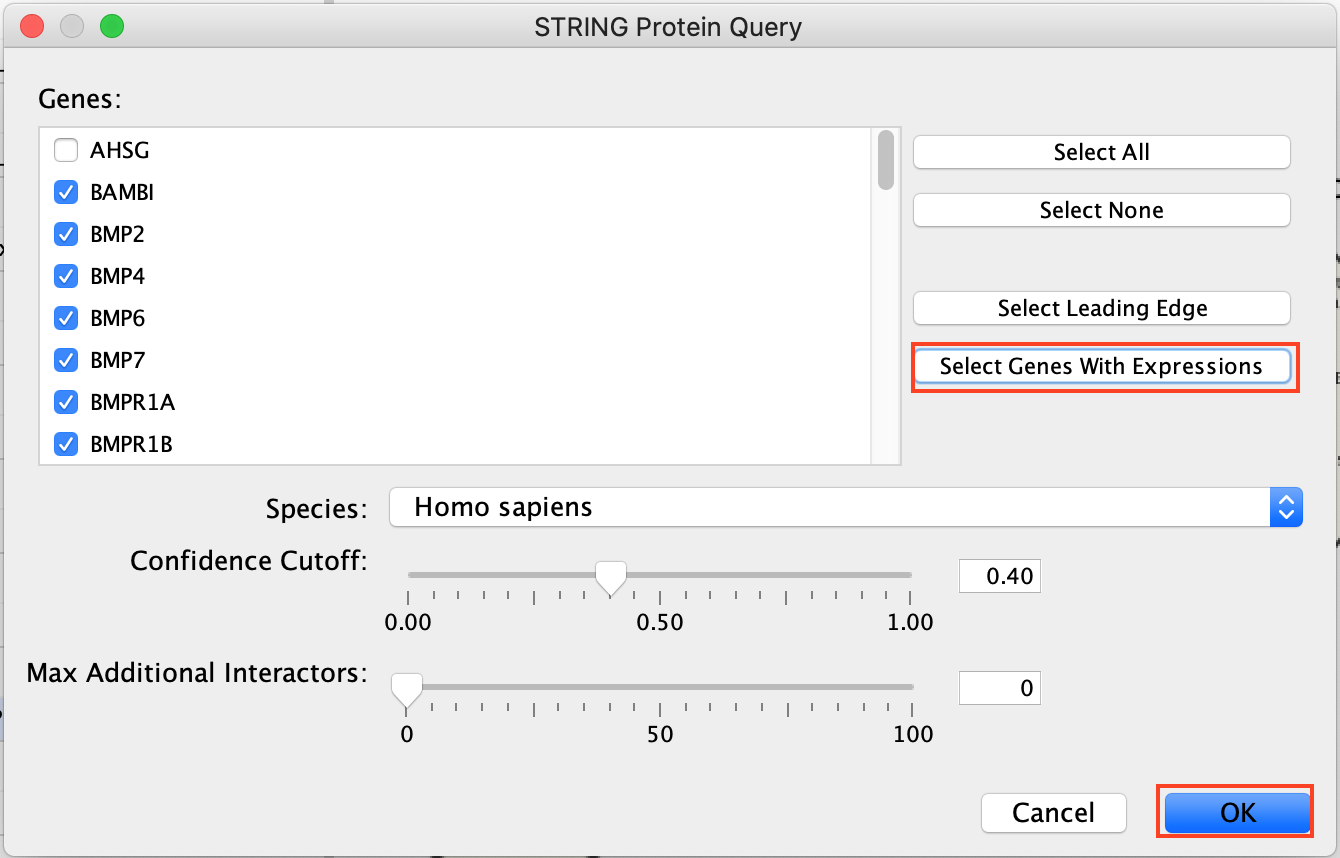 STRING Protein Query
Genes:
AHSG
BAMBI
BMP2
BMP4
BMP6
BMP7
BMPR1A
BMPR1B
Select All
Select None
Select Leading Edge
Select Genes With Expressions
Species: Homo sapiens
Confidence Cutoff: 0.40
0.00 0.50 1.00
Max Additional Interactors: 0
0 50 100
Cancel OK